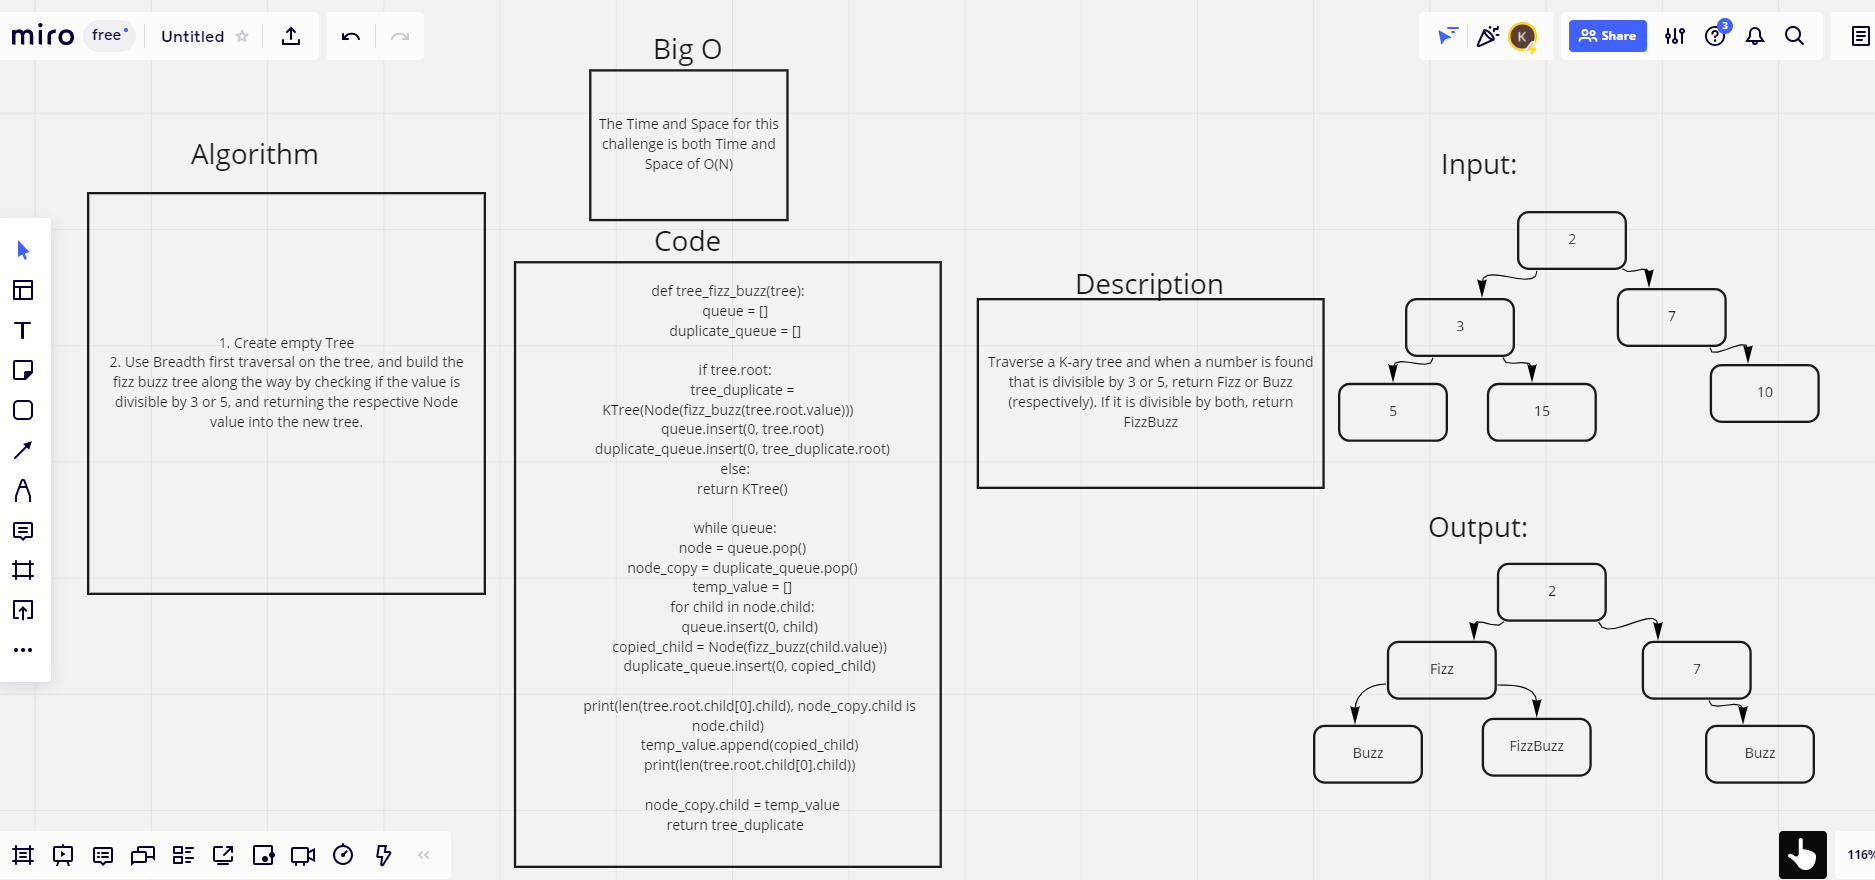 miro
free
Untitled
K
Share
3
Big O
The Time and Space for this
challenge is both Time and
Space of O(N)
Algorithm
1. Create empty Tree
2. Use Breadth first traversal on the tree, and build the
fizz buzz tree along the way by checking if the value is
divisible by 3 or 5, and returning the respective Node
value into the new tree.
Code
def tree_fizz_buzz(tree):
queue = []
duplicate_queue = []
if tree.root:
tree_duplicate =
KTree(Node(fizz_buzz(tree.root.value)))
queue.insert(0, tree.root)
duplicate_queue.insert(0, tree_duplicate.root)
else:
return KTree()
while queue:
node = queue.pop()
node_copy = duplicate_queue.pop()
temp_value = []
for child in node.child:
queue.insert(0, child)
copied_child = Node(fizz_buzz(child.value))
duplicate_queue.insert(0, copied_child)
print(len(tree.root.child[0].child), node_copy.child is
node.child)
temp_value.append(copied_child)
print(len(tree.root.child[0].child))
node_copy.child = temp_value
return tree_duplicate
Description
Traverse a K-ary tree and when a number is found
that is divisible by 3 or 5, return Fizz or Buzz
(respectively). If it is divisible by both, return
FizzBuzz
Input:
2
3
7
5
15
10
Output:
2
Fizz
7
Buzz
FizzBuzz
Buzz
116%